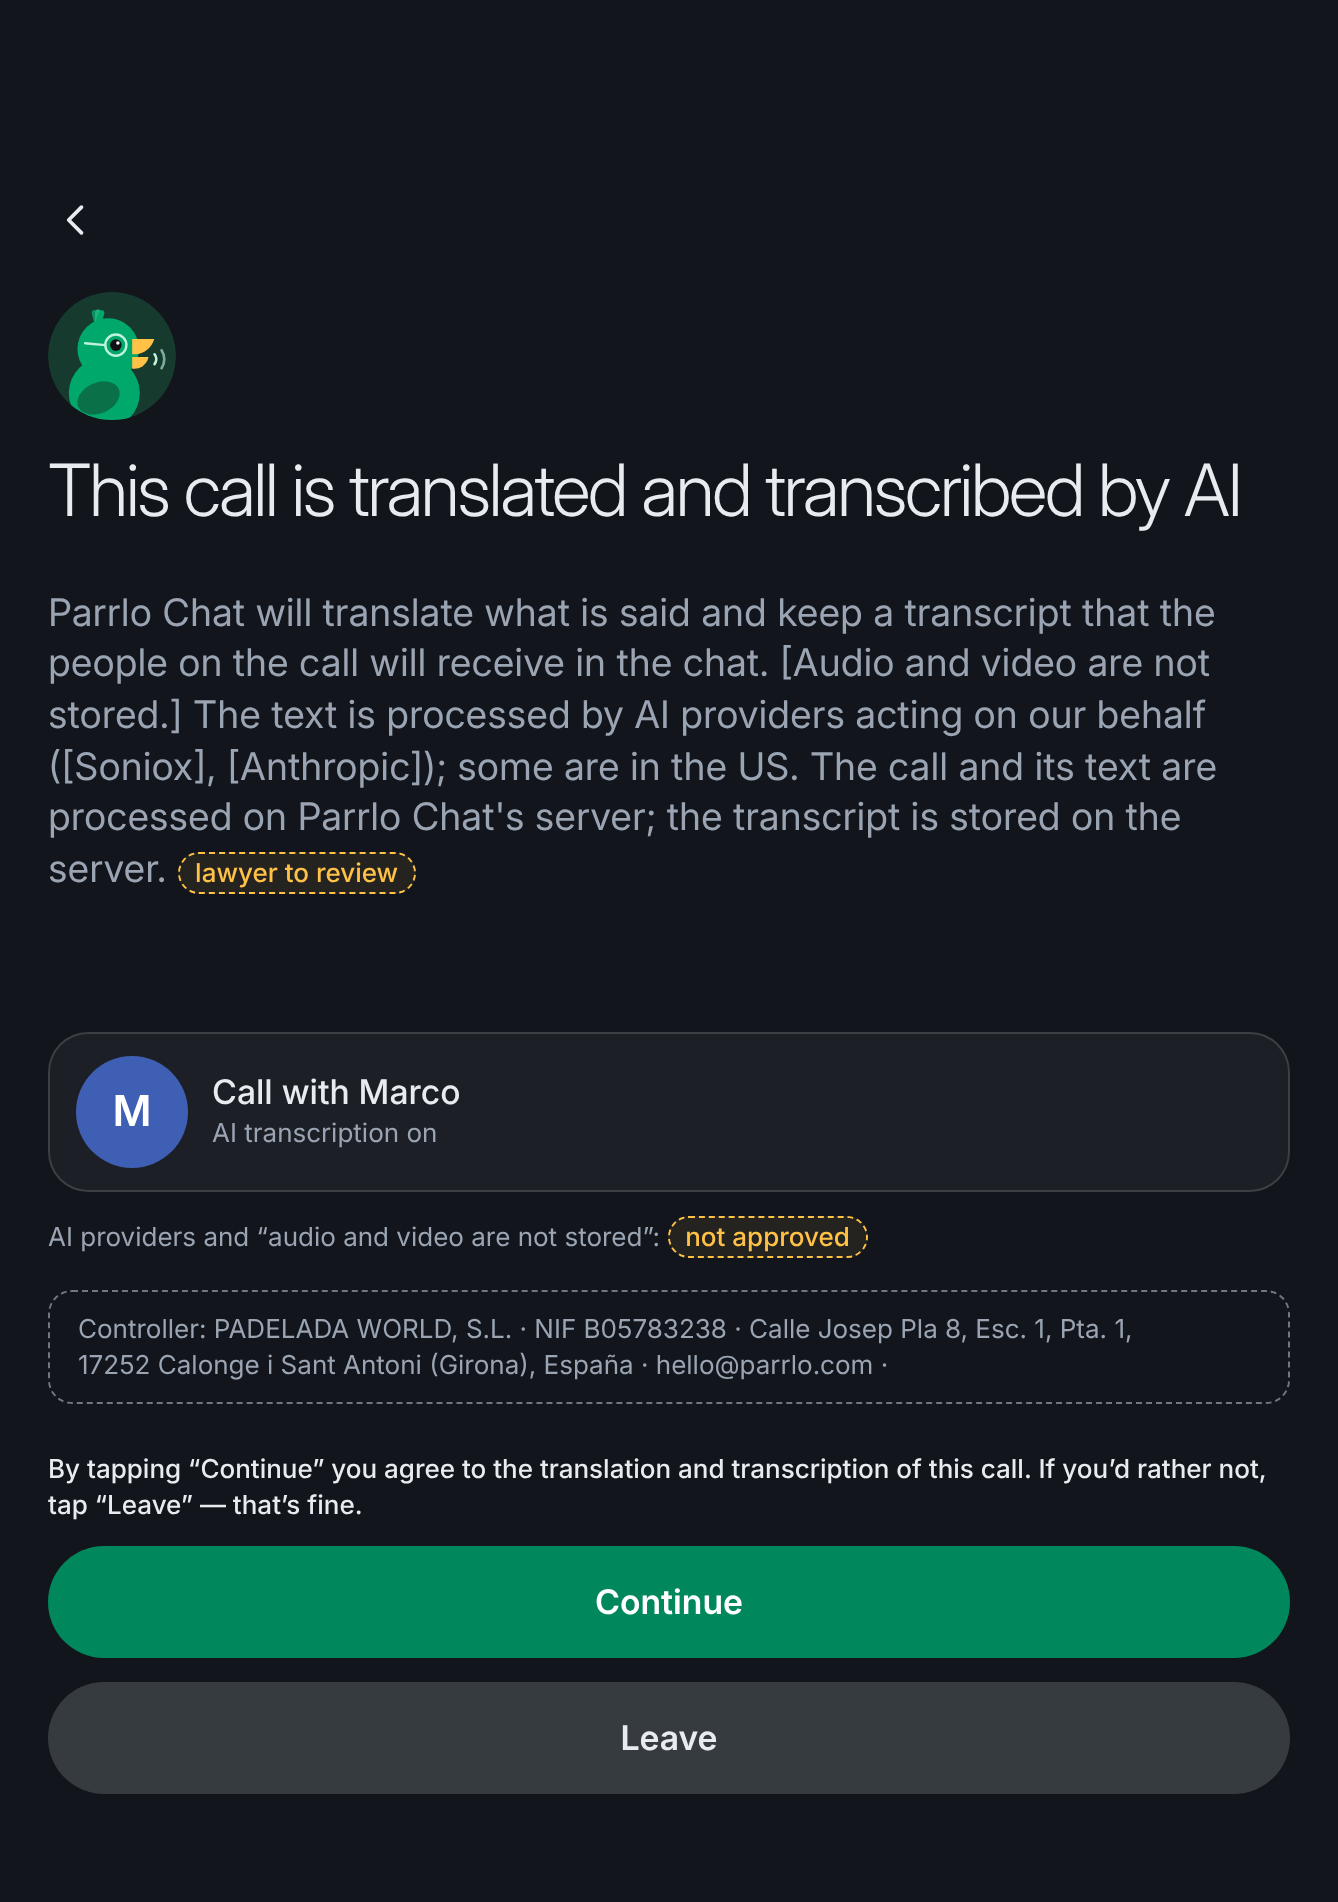 This call is translated and transcribed by AI
Parrlo Chat will translate what is said and keep a transcript that the
people on the call will receive in the chat. [Audio and video are not
stored.] The text is processed by AI providers acting on our behalf
([Soniox], [Anthropic]); some are in the US. The call and its text are
processed on Parrlo Chat's server; the transcript is stored on the
server. lawyer to review
M
Call with Marco
AI transcription on
AI providers and “audio and video are not stored”: not approved
Controller: PADELADA WORLD, S.L. · NIF B05783238 · Calle Josep Pla 8, Esc. 1, Pta. 1,
17252 Calonge i Sant Antoni (Girona), España · hello@parrlo.com ·
By tapping “Continue” you agree to the translation and transcription of this call. If you’d rather not,
tap “Leave” — that’s fine.
Continue
Leave